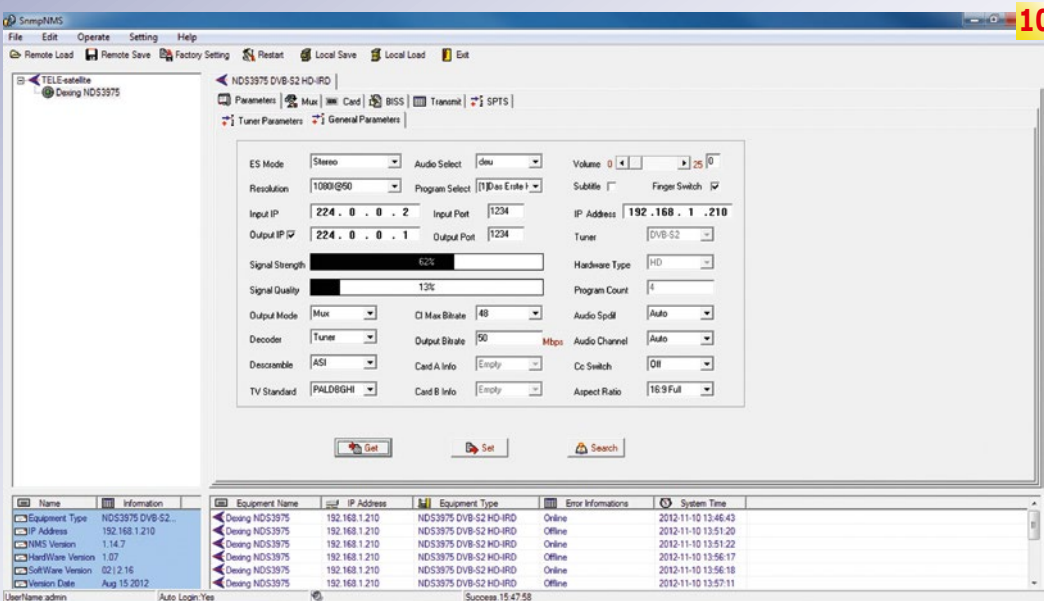 10
SnmpNMS
File Edit Operate Setting Help
Remote Load Remote Save Factory Setting Restart Local Save Local Load Exit
TELE-satellite
Dexing NDS3975
NDS3975 DVB-S2 HD-IRD
Parameters Mux Card BISS Transmit SPTS
Tuner Parameters General Parameters
ES Mode Stereo Audio Select deu Volume 0 25 0
Resolution 1080I@50 Program Select [1]Das Erste Subtitle Finger Switch
Input IP 224 . 0 . 0 . 2 Input Port 1234 IP Address 192 .168 . 1 .210
Output IP 224 . 0 . 0 . 1 Output Port 1234 Tuner DVB-S2
Signal Strength 62% Hardware Type HD
Signal Quality 13% Program Count 4
Output Mode Mux CI Max Bitrate 48 Audio Spdif Auto
Decoder Tuner Output Bitrate 50 Mbps Audio Channel Auto
Descramble ASI Card A Info Empty Cc Switch Off
TV Standard PALDBGHI Card B Info Empty Aspect Ratio 16:9 Full
Get Set Search
Name Information Equipment Name IP Address Equipment Type Error Informations System Time
Equipment Type NDS3975 DVB-S2... Dexing NDS3975 192.168.1.210 NDS3975 DVB-S2 HD-IRD Online 2012-11-10 13:46:43
IP Address 192.168.1.210 Dexing NDS3975 192.168.1.210 NDS3975 DVB-S2 HD-IRD Offline 2012-11-10 13:51:20
NMS Version 1.14.7 Dexing NDS3975 192.168.1.210 NDS3975 DVB-S2 HD-IRD Online 2012-11-10 13:51:22
HardWare Version 1.07 Dexing NDS3975 192.168.1.210 NDS3975 DVB-S2 HD-IRD Offline 2012-11-10 13:56:17
SoftWare Version 02 | 2.16 Dexing NDS3975 192.168.1.210 NDS3975 DVB-S2 HD-IRD Online 2012-11-10 13:56:18
Version Date Aug 15 2012 Dexing NDS3975 192.168.1.210 NDS3975 DVB-S2 HD-IRD Offline 2012-11-10 13:57:11
UserName:admin Auto Login:Yes Success.15:47:58